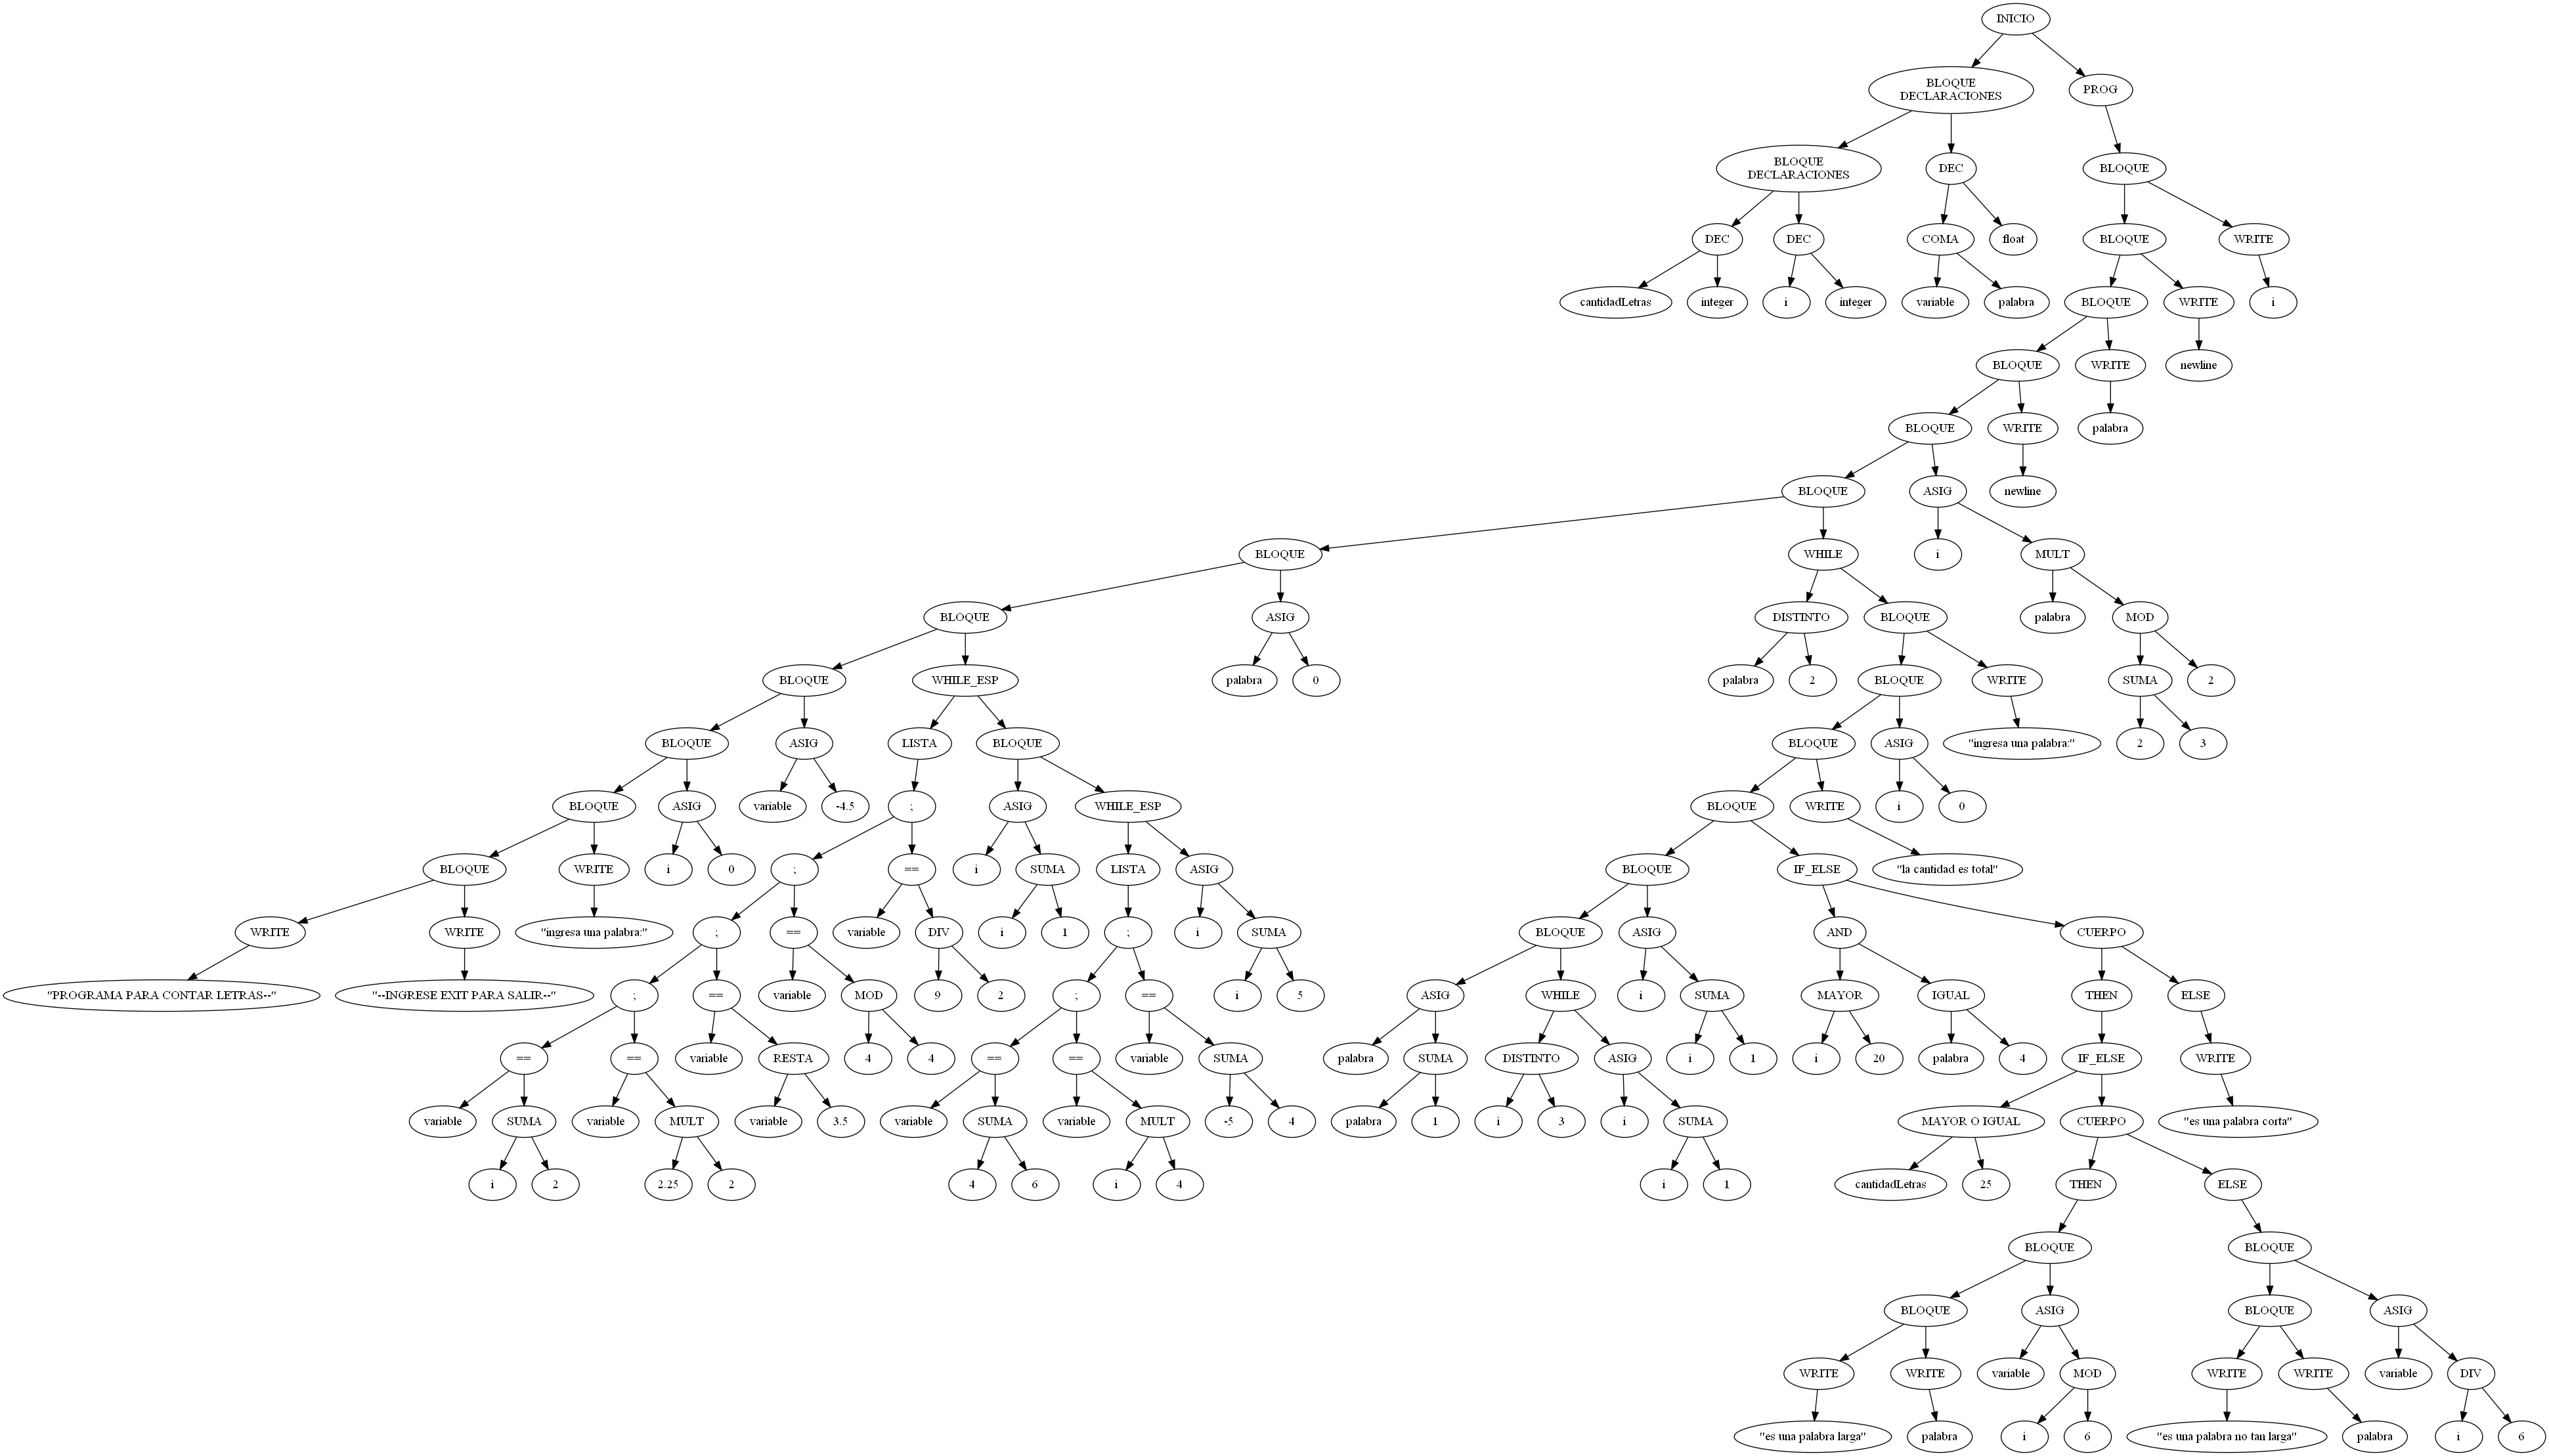 INICIO
BLOQUE
DECLARACIONES
PROG
BLOQUE
DECLARACIONES
DEC
BLOQUE
DEC
DEC
COMA
float
BLOQUE
WRITE
cantidadLetras
integer
i
integer
variable
palabra
BLOQUE
WRITE
i
BLOQUE
WRITE
newline
BLOQUE
WRITE
palabra
BLOQUE
ASIG
newline
BLOQUE
WHILE
i
MULT
BLOQUE
ASIG
DISTINTO
BLOQUE
palabra
MOD
BLOQUE
WHILE_ESP
palabra
0
palabra
2
BLOQUE
WRITE
SUMA
2
BLOQUE
ASIG
LISTA
BLOQUE
BLOQUE
ASIG
"ingresa una palabra:"
2
3
BLOQUE
ASIG
variable
-4.5
;
ASIG
WHILE_ESP
BLOQUE
WRITE
i
0
BLOQUE
WRITE
i
0
;
==
i
SUMA
LISTA
ASIG
BLOQUE
IF_ELSE
"la cantidad es total"
WRITE
WRITE
"ingresa una palabra:"
;
==
variable
DIV
i
1
;
i
SUMA
BLOQUE
ASIG
AND
CUERPO
"PROGRAMA PARA CONTAR LETRAS--"
"--INGRESE EXIT PARA SALIR--"
;
==
variable
MOD
9
2
;
==
i
5
ASIG
WHILE
i
SUMA
MAYOR
IGUAL
THEN
ELSE
==
==
variable
RESTA
4
4
==
==
variable
SUMA
palabra
SUMA
DISTINTO
ASIG
i
1
i
20
palabra
4
IF_ELSE
WRITE
variable
SUMA
variable
MULT
variable
3.5
variable
SUMA
variable
MULT
-5
4
palabra
1
i
3
i
SUMA
MAYOR O IGUAL
CUERPO
"es una palabra corta"
i
2
2.25
2
4
6
i
4
i
1
cantidadLetras
25
THEN
ELSE
BLOQUE
BLOQUE
BLOQUE
ASIG
BLOQUE
ASIG
WRITE
WRITE
variable
MOD
WRITE
WRITE
variable
DIV
"es una palabra larga"
palabra
i
6
"es una palabra no tan larga"
palabra
i
6